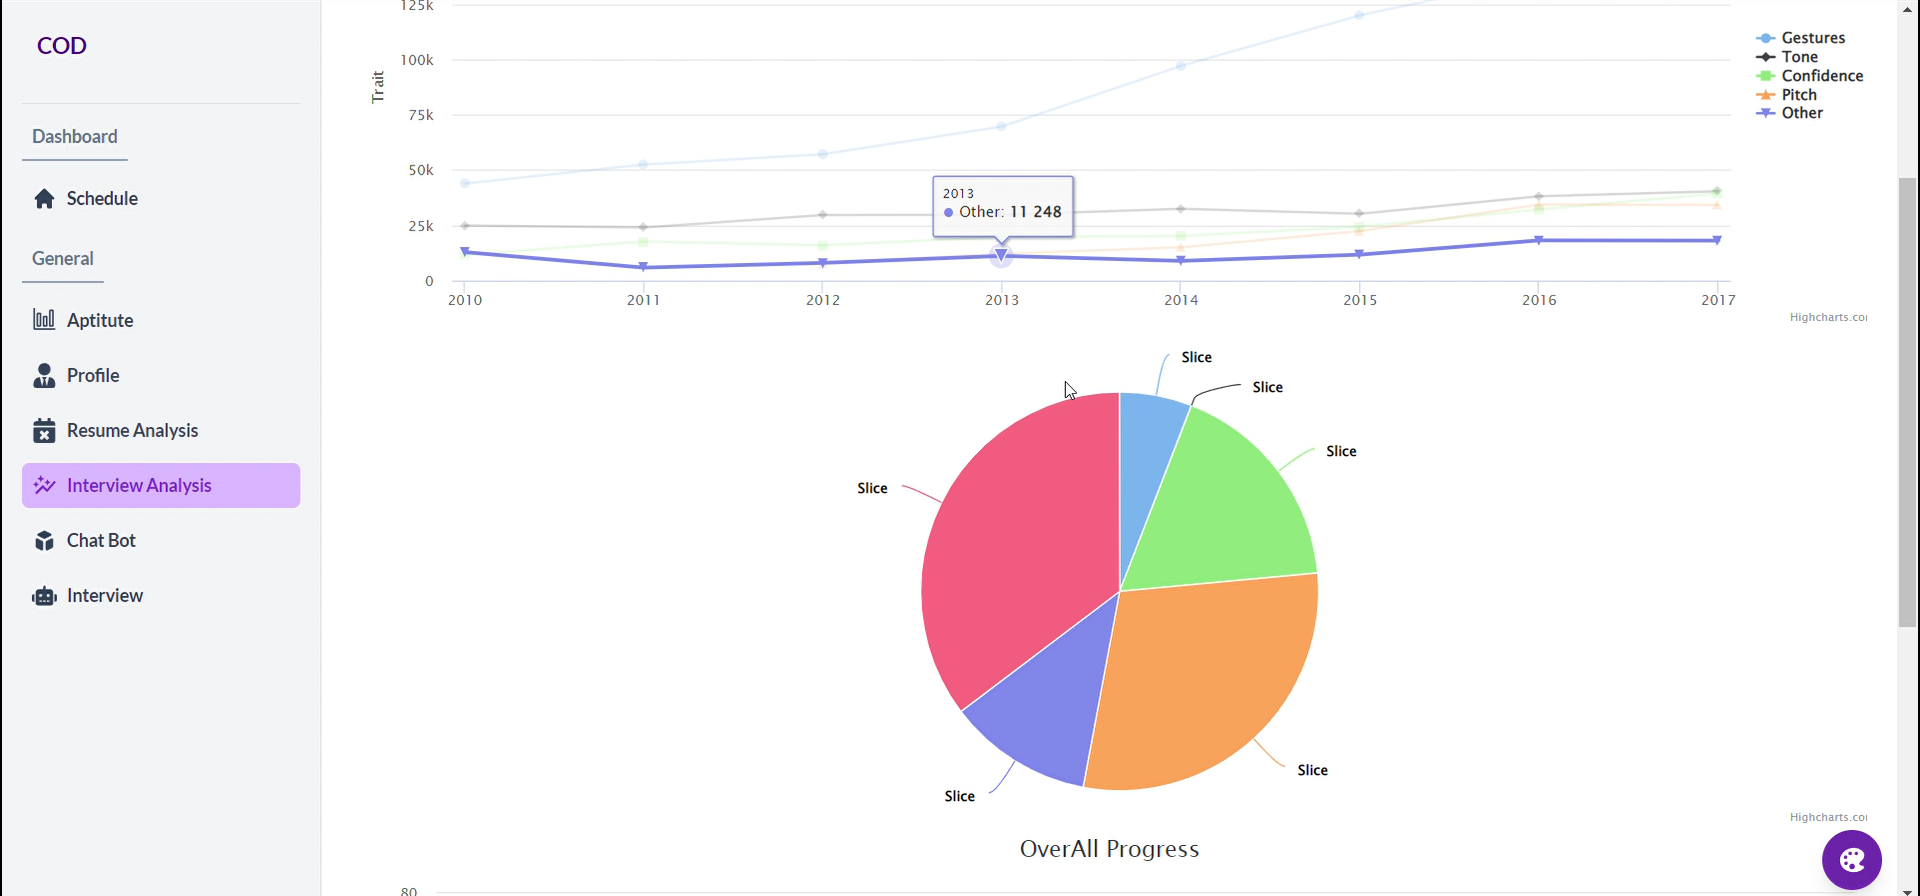 COD
Dashboard
Schedule
General
Aptitute
Profile
Resume Analysis
Interview Analysis
Chat Bot
Interview
125k
100k
75k
50k
25k
0
Trait
2010
2011
2012
2013
2014
2015
2016
2017
2013
Other: 11 248
Gestures
Tone
Confidence
Pitch
Other
Highcharts.co
Slice
Slice
Slice
Slice
Slice
Slice
Highcharts.co
OverAll Progress
80